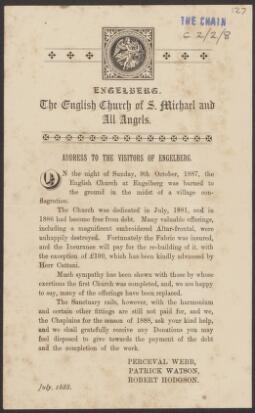 127
THE CHAIN
C 2/2/8
ENGELBERG.
The English Church of S. Michael and
All Angels.
ADDRESS TO THE VISITORS OF ENGELBERG.
ON the night of Sunday, 9th October, 1887, the
English Church at Engelberg was burned to
the ground in the midst of a village con-
flagration.
The Church was dedicated in July, 1881, and in
1886 had become free from debt. Many valuable offerings,
including a magnificent embroidered Altar-frontal, were
unhappily destroyed. Fortunately the Fabric was insured,
and the Insurances will pay for the re-building of it, with
the exception of £100, which has been kindly advanced by
Herr Cattani.
Much sympathy has been shewn with those by whose
exertions the first Church was completed, and we are happy
to say, many of the offerings have been replaced.
The Sanctuary rails, however, with the harmonium
and certain other fittings are still not paid for, and we,
the Chaplains for the season of 1888, ask your kind help,
and we shall gratefully receive any Donations you may
feel disposed to give towards the payment of the debt
and the completion of the work.
PERCEVAL WEBB,
PATRICK WATSON,
ROBERT HODGSON.
July, 1888.